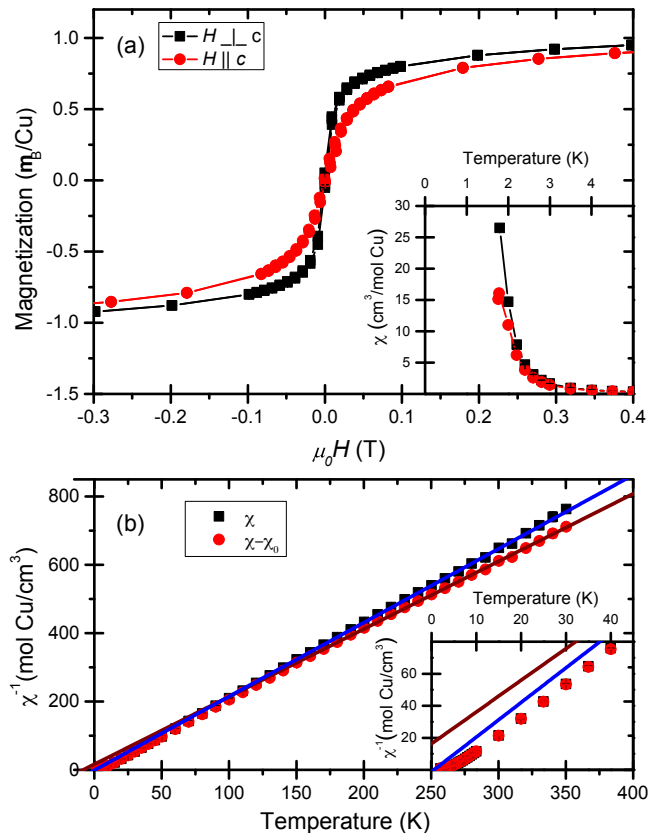 (a)
H _|_ c
H || c
Magnetization (m_B/Cu)
1.0
0.5
0.0
-0.5
-1.0
-1.5
-0.3 -0.2 -0.1 0.0 0.1 0.2 0.3 0.4
μ₀H (T)
Temperature (K)
0 1 2 3 4
30
25
20
15
10
5
χ (cm³/mol Cu)
(b)
χ
χ−χ₀
χ⁻¹(mol Cu/cm³)
800
600
400
200
0
0 50 100 150 200 250 300 350 400
Temperature (K)
Temperature (K)
0 10 20 30 40
60
40
20
χ⁻¹(mol Cu/cm³)